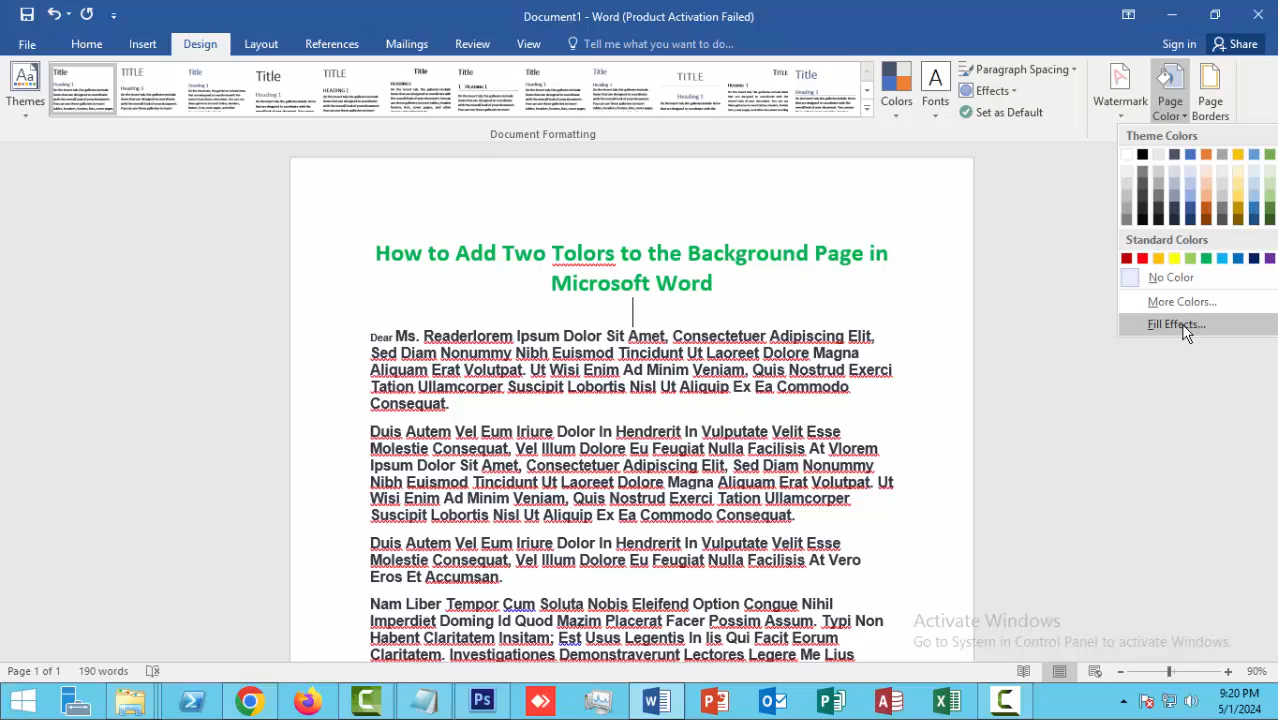 Document1 - Word (Product Activation Failed)
File Home Insert Design Layout References Mailings Review View Tell me what you want to do... Sign in Share
Themes
Title
Heading 1
Colors
Fonts
Paragraph Spacing
Effects
Set as Default
Watermark
Page Color
Page Borders
Document Formatting
Theme Colors
Standard Colors
No Color
More Colors...
Fill Effects...
How to Add Two Tolors to the Background Page in
Microsoft Word
Dear Ms. Readerlorem Ipsum Dolor Sit Amet, Consectetuer Adipiscing Elit,
Sed Diam Nonummy Nibh Euismod Tincidunt Ut Laoreet Dolore Magna
Aliquam Erat Volutpat. Ut Wisi Enim Ad Minim Veniam, Quis Nostrud Exerci
Tation Ullamcorper Suscipit Lobortis Nisl Ut Aliquip Ex Ea Commodo
Consequat.
Duis Autem Vel Eum Iriure Dolor In Hendrerit In Vulputate Velit Esse
Molestie Consequat, Vel Illum Dolore Eu Feugiat Nulla Facilisis At Vlorem
Ipsum Dolor Sit Amet, Consectetuer Adipiscing Elit, Sed Diam Nonummy
Nibh Euismod Tincidunt Ut Laoreet Dolore Magna Aliquam Erat Volutpat. Ut
Wisi Enim Ad Minim Veniam, Quis Nostrud Exerci Tation Ullamcorper
Suscipit Lobortis Nisl Ut Aliquip Ex Ea Commodo Consequat.
Duis Autem Vel Eum Iriure Dolor In Hendrerit In Vulputate Velit Esse
Molestie Consequat, Vel Illum Dolore Eu Feugiat Nulla Facilisis At Vero
Eros Et Accumsan.
Nam Liber Tempor Cum Soluta Nobis Eleifend Option Congue Nihil
Imperdiet Doming Id Quod Mazim Placerat Facer Possim Assum. Typi Non
Habent Claritatem Insitam; Est Usus Legentis In Iis Qui Facit Eorum
Claritatem. Investigationes Demonstraverunt Lectores Legere Me Lius
Activate Windows
Go to System in Control Panel to activate Windows.
Page 1 of 1 190 words 90%
9:20 PM
5/1/2024